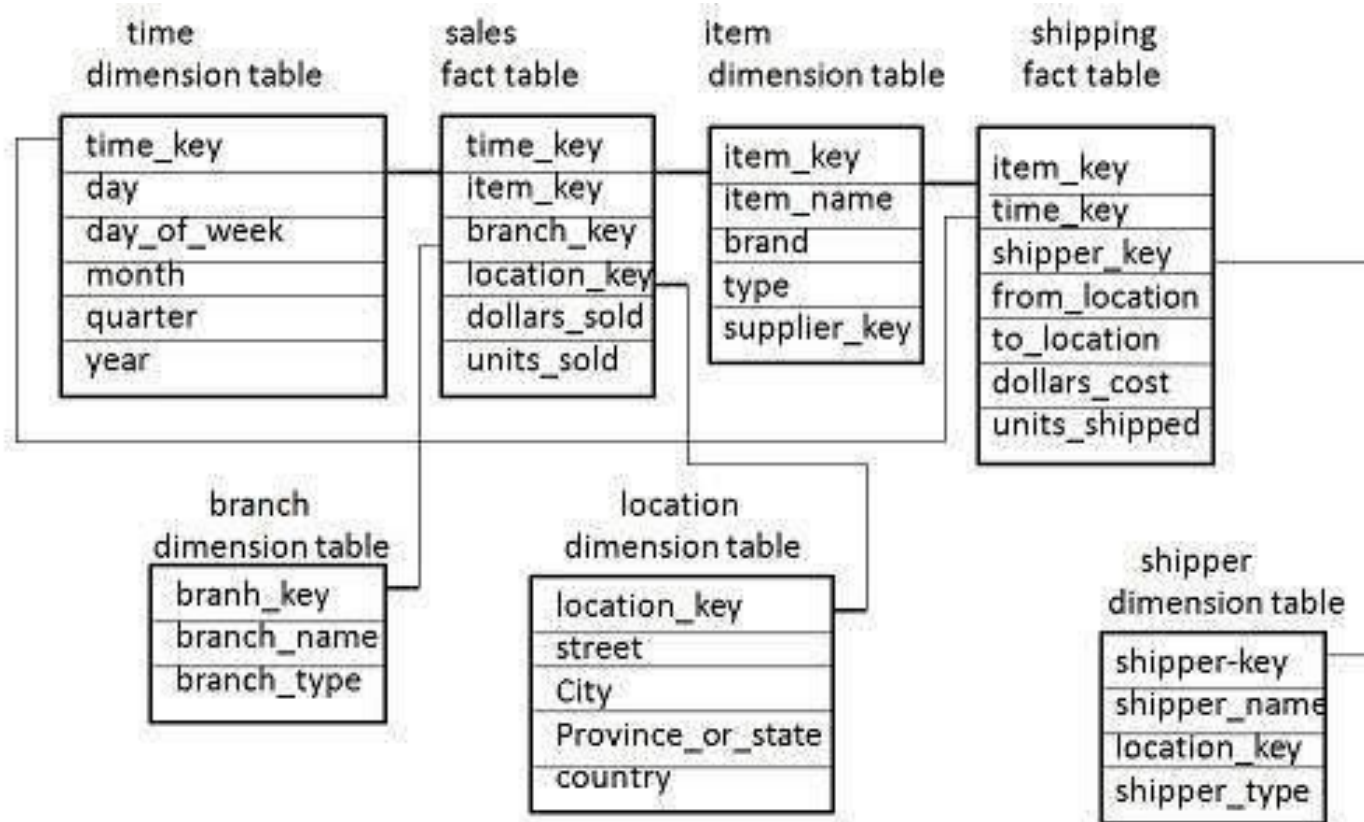 time
dimension table
time_key
day
day_of_week
month
quarter
year
sales
fact table
time_key
item_key
branch_key
location_key
dollars_sold
units_sold
item
dimension table
item_key
item_name
brand
type
supplier_key
shipping
fact table
item_key
time_key
shipper_key
from_location
to_location
dollars_cost
units_shipped
branch
dimension table
branh_key
branch_name
branch_type
location
dimension table
location_key
street
City
Province_or_state
country
shipper
dimension table
shipper-key
shipper_name
location_key
shipper_type